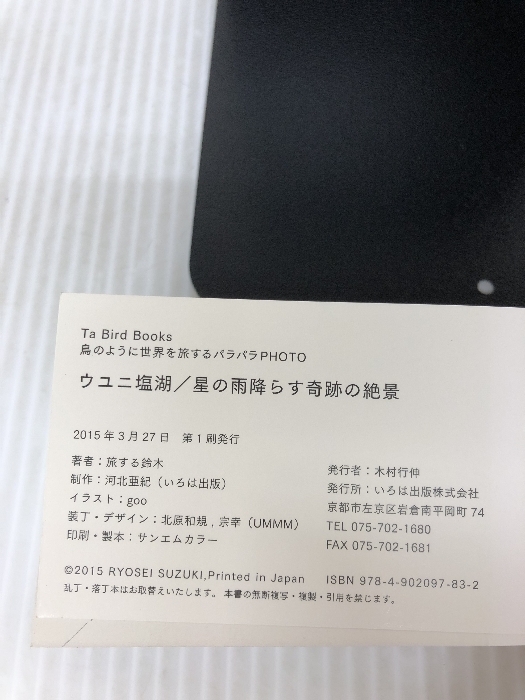 Ta Bird Books
鳥のように世界を旅するパラパラPHOTO
ウユニ塩湖／星の雨降らす奇跡の絶景
2015年3月27日　第1刷発行
著者：旅する鈴木
制作：河北亜紀（いろは出版）
イラスト：goo
装丁・デザイン：北原和規，宗幸（UMMM）
印刷・製本：サンエムカラー
発行者：木村行伸
発行所：いろは出版株式会社
京都市左京区岩倉南平岡町74
TEL 075-702-1680
FAX 075-702-1681
©2015 RYOSEI SUZUKI,Printed in Japan　ISBN 978-4-902097-83-2
乱丁・落丁本はお取替えいたします。 本書の無断複写・複製・引用を禁じます。